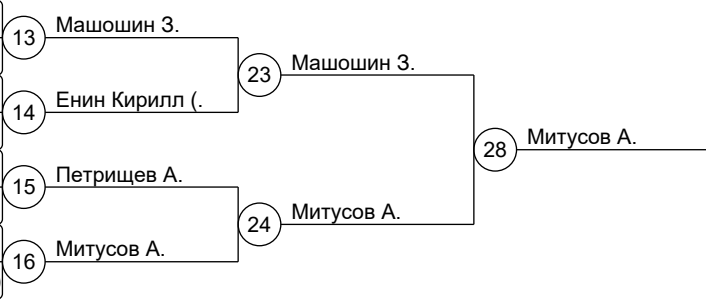 13 Машошин З.
23 Машошин З.
14 Енин Кирилл (.
28 Митусов А.
15 Петрищев А.
24 Митусов А.
16 Митусов А.